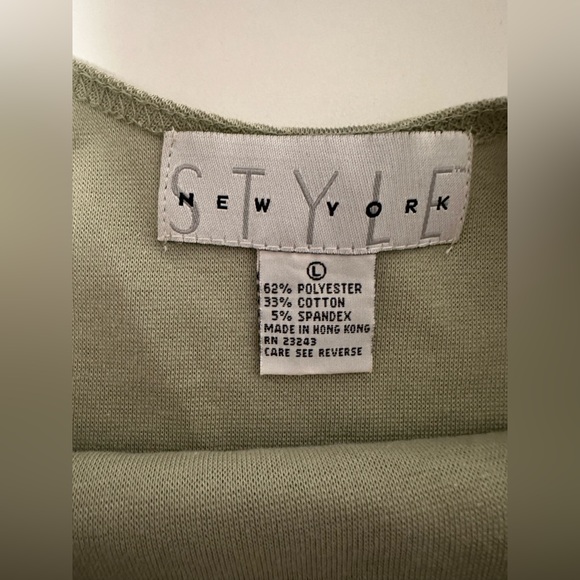 STYLE
NEW YORK
L
62% POLYESTER
33% COTTON
5% SPANDEX
MADE IN HONG KONG
RN 23243
CARE SEE REVERSE